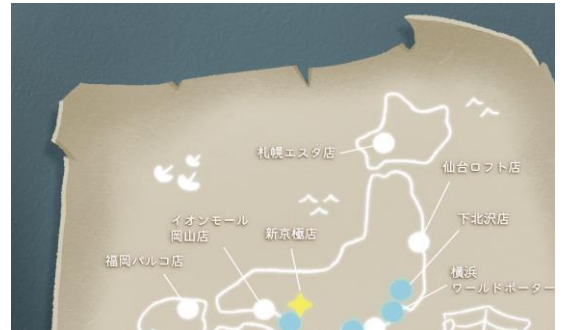 札幌エスタ店
仙台ロフト店
イオンモール
岡山店
新京極店
下北沢店
福岡パルコ店
横浜
ワールドポーター